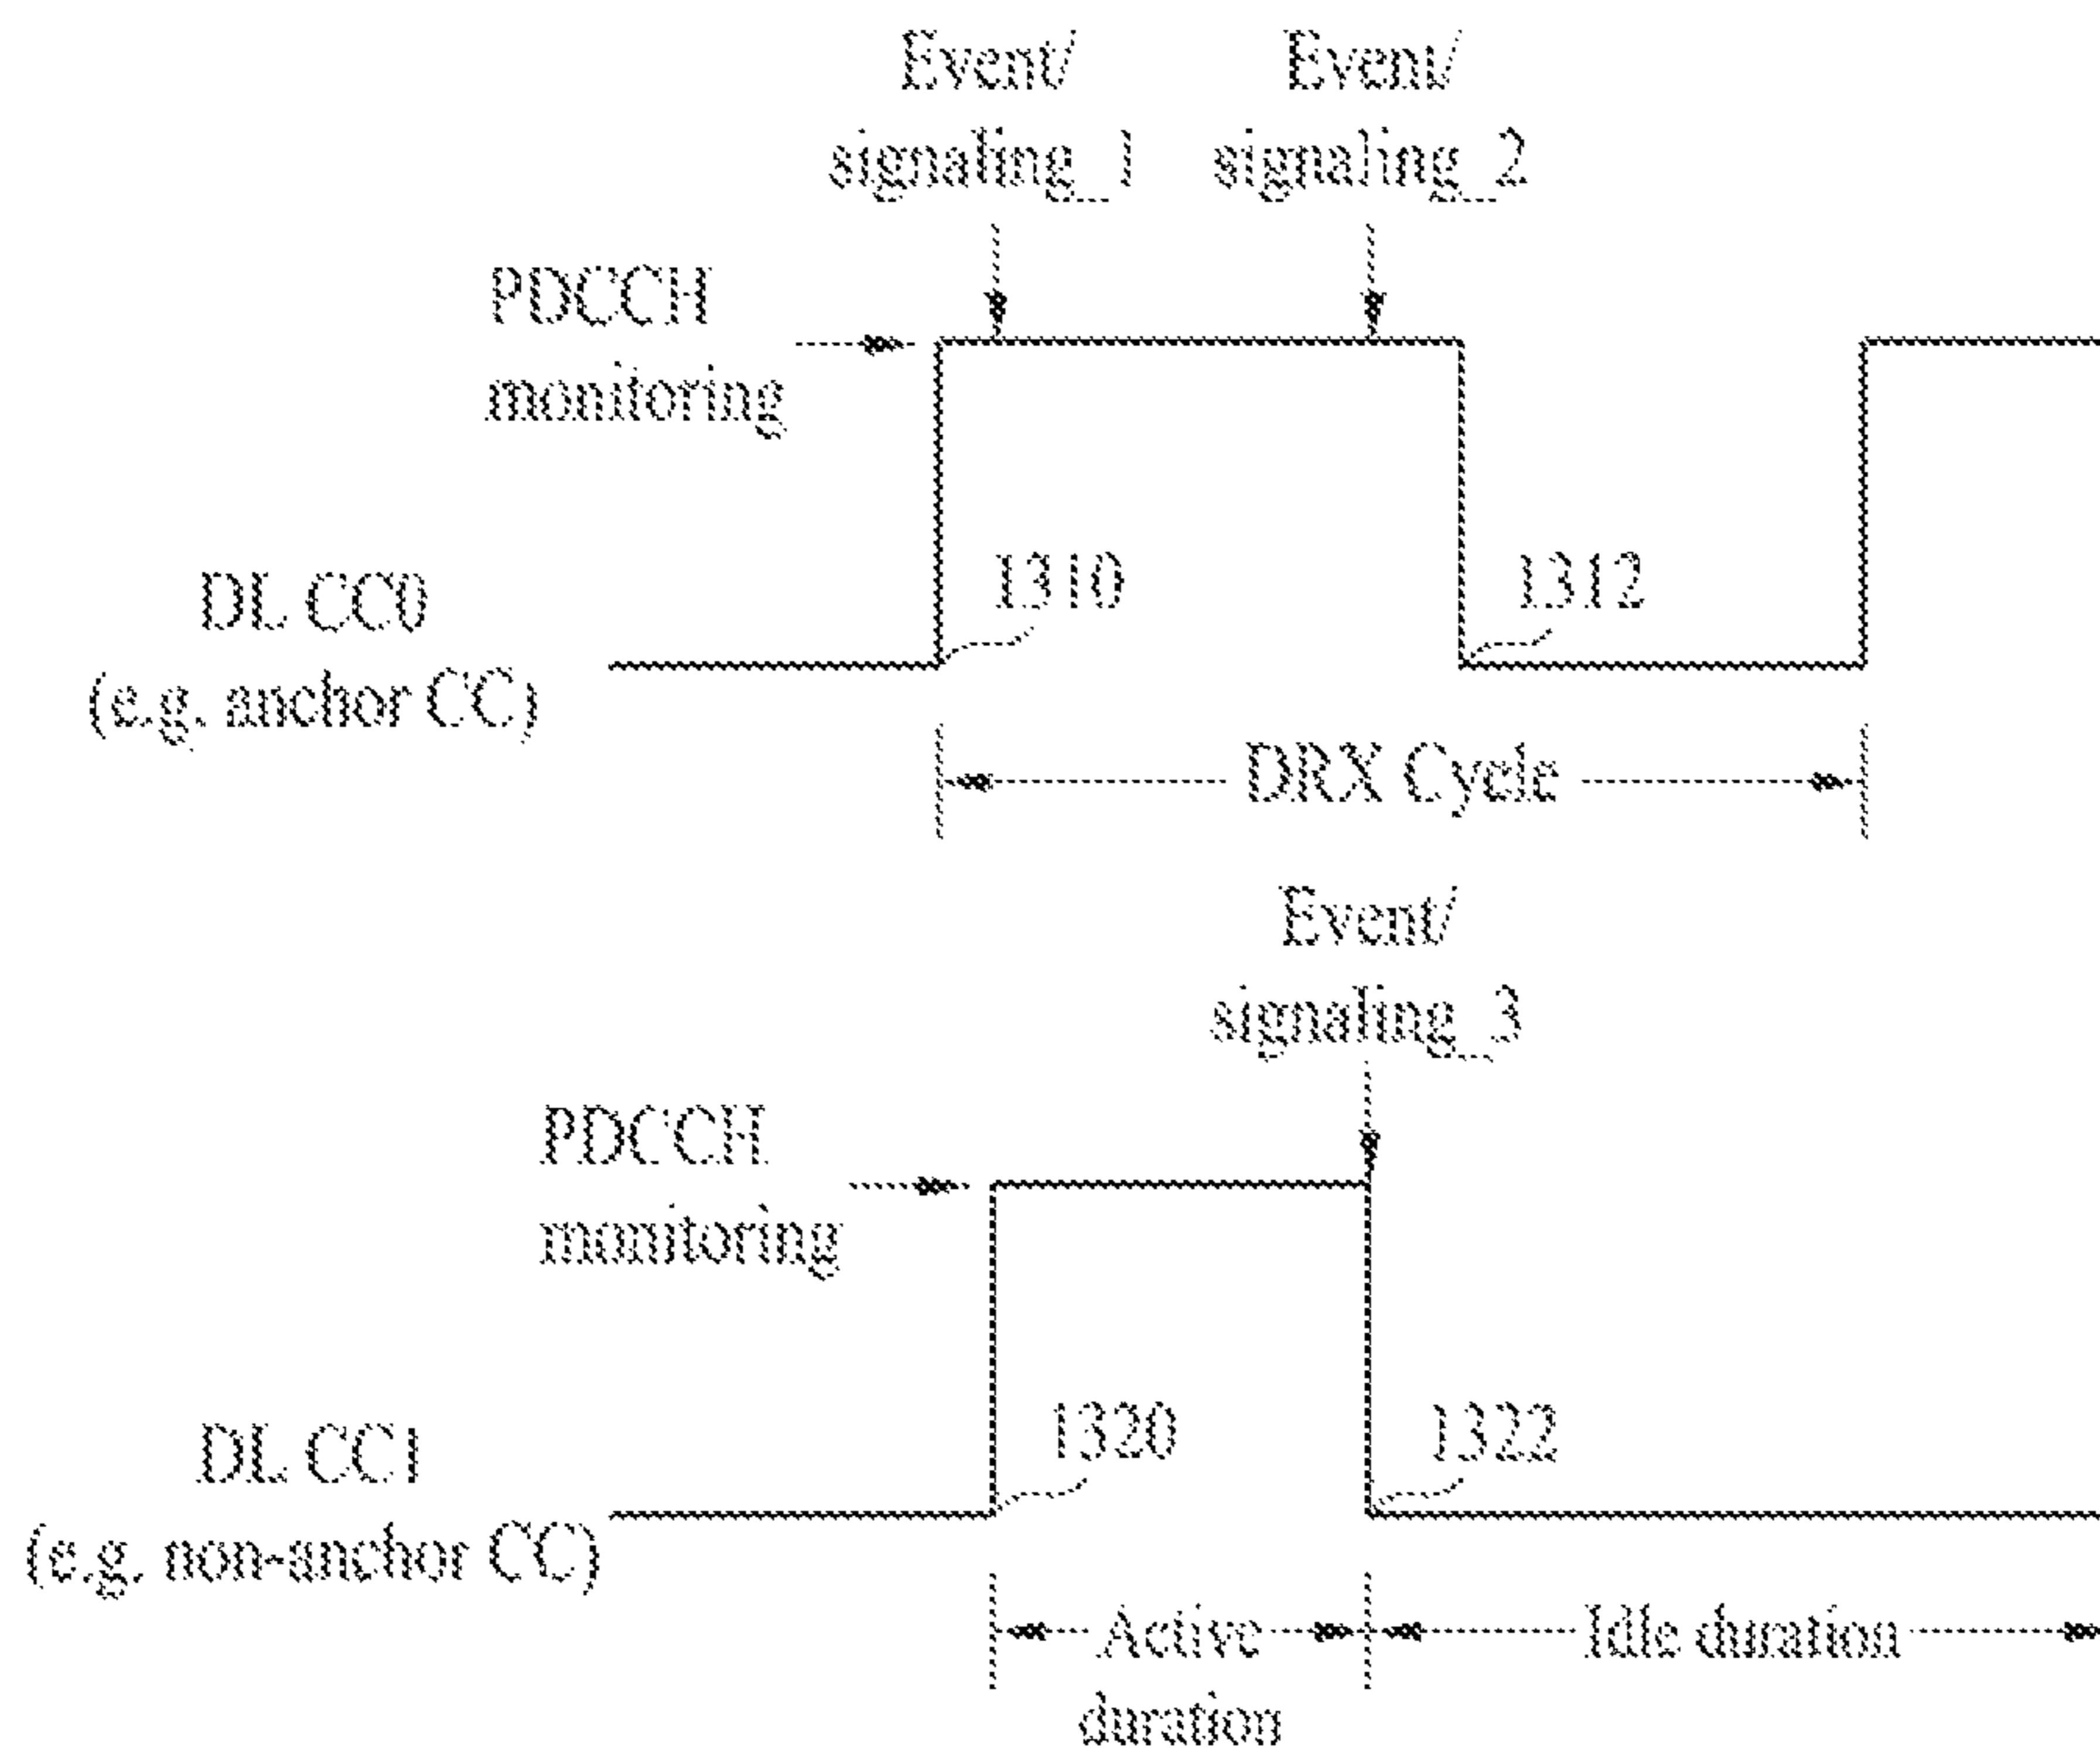 Event/
signaling_1
Event/
signaling_2
PDCCH
monitoring
1310
1312
DL CC0
(e.g. anchor CC)
DRX Cycle
Event/
signaling_3
PDCCH
monitoring
1320
1322
DL CC1
(e.g. non-anchor CC)
Active
duration
Idle duration